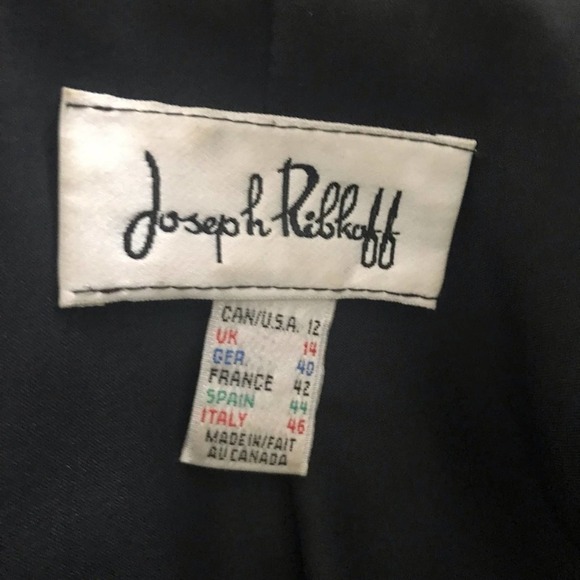 Joseph Ribkoff
CAN/U.S.A. 12
UK 14
GER 40
FRANCE 42
SPAIN 44
ITALY 46
MADE IN/FAIT
AU CANADA